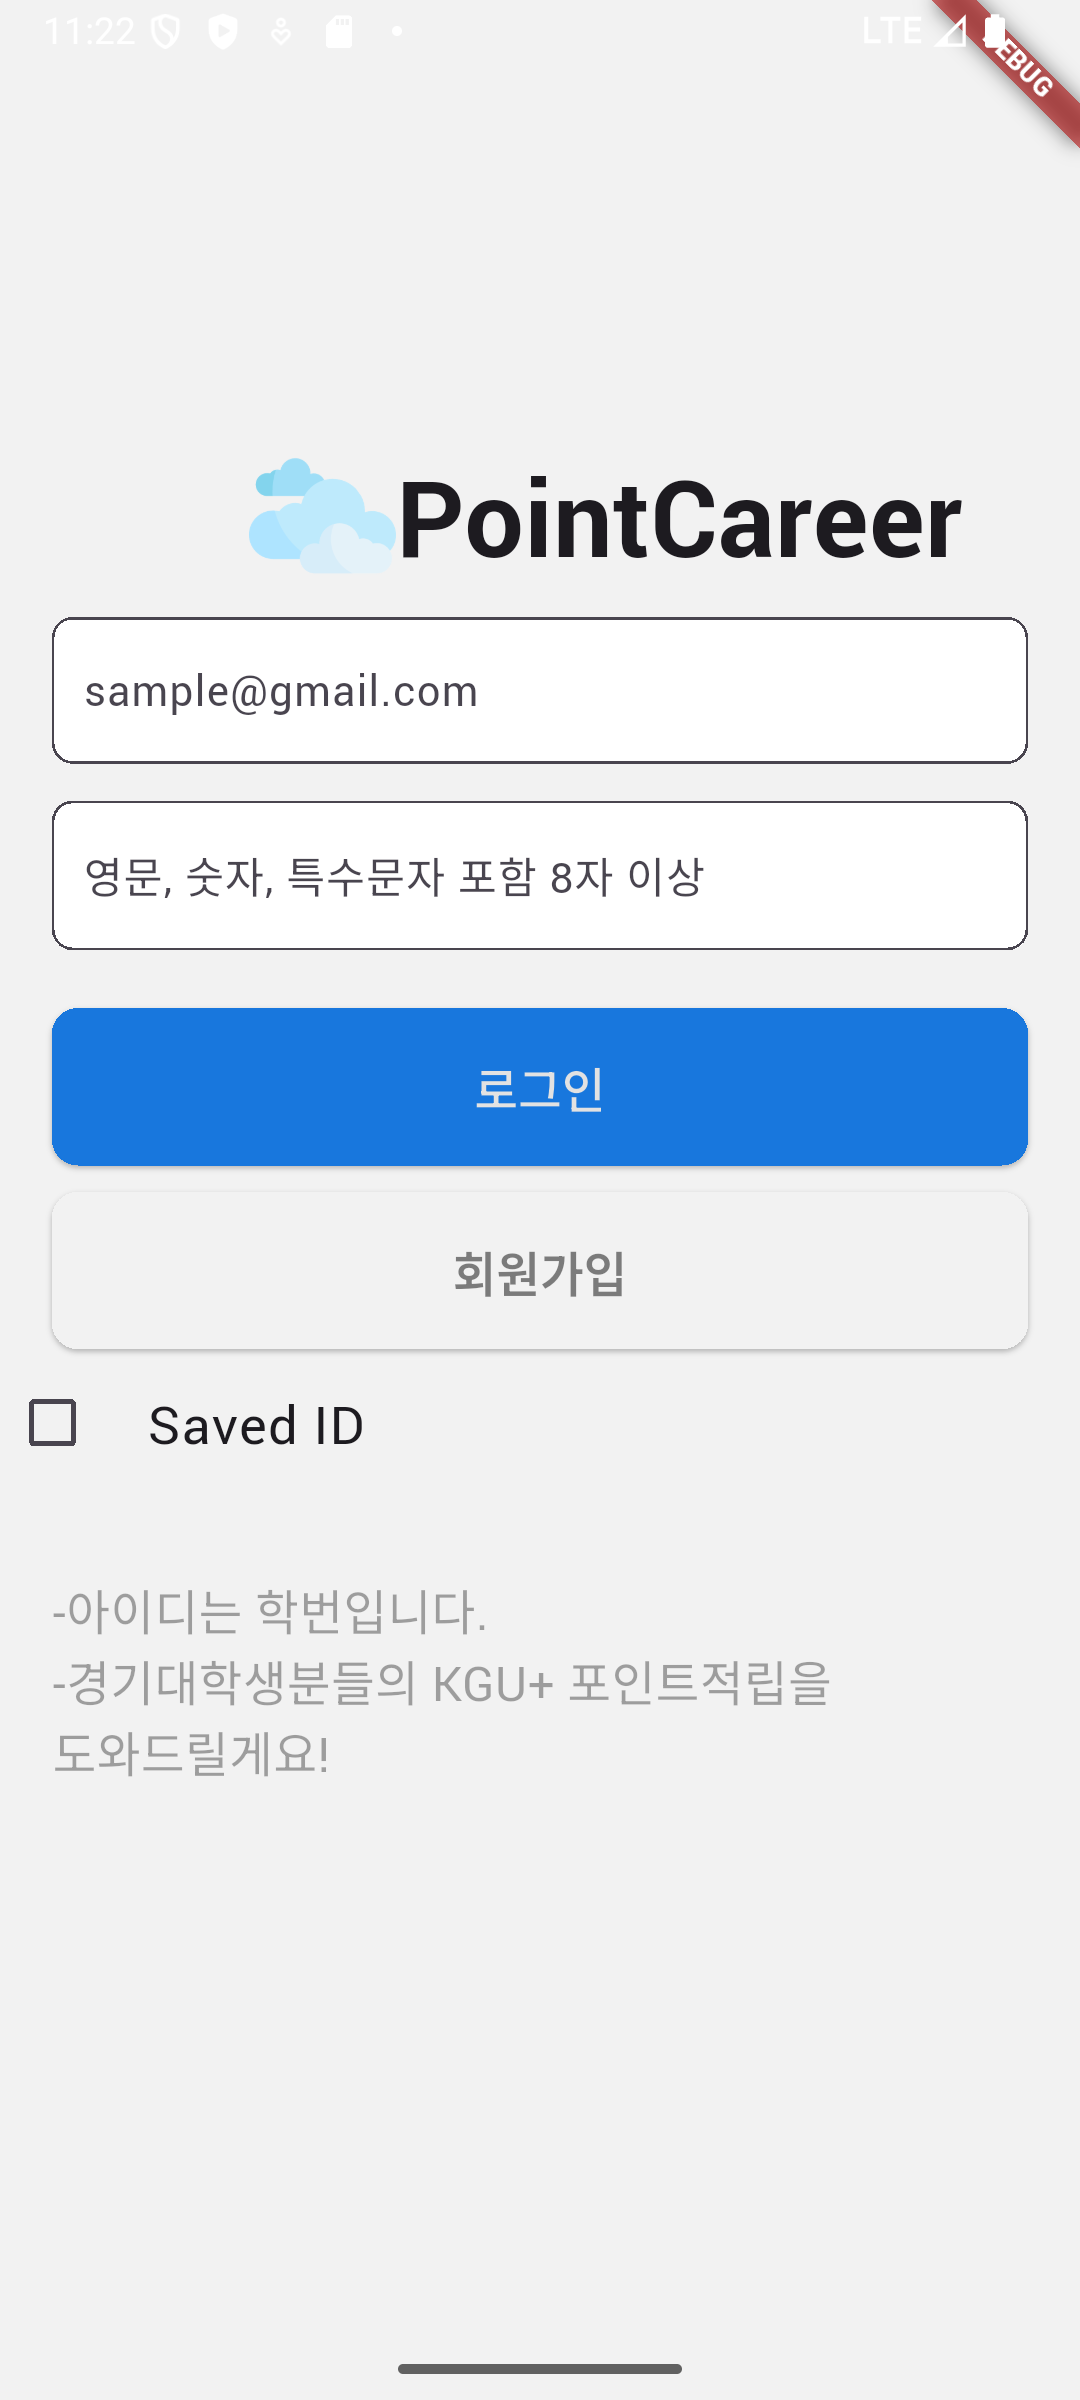 11:22
LTE
EBUG
PointCareer
sample@gmail.com
영문, 숫자, 특수문자 포함 8자 이상
로그인
회원가입
Saved ID
-아이디는 학번입니다.
-경기대학생분들의 KGU+ 포인트적립을
도와드릴게요!